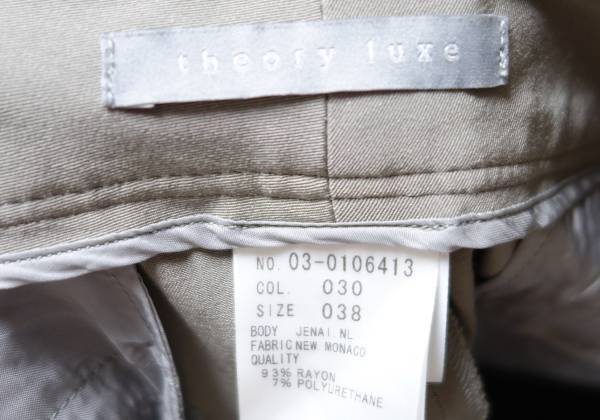 theory luxe
NO. 03-0106413
COL. 030
SIZE 038
BODY JENAI.NL
FABRIC NEW MONACO
QUALITY
93% RAYON
7% POLYURETHANE